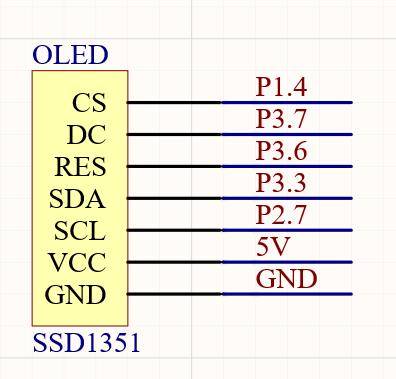 OLED
CS P1.4
DC P3.7
RES P3.6
SDA P3.3
SCL P2.7
VCC 5V
GND GND
SSD1351